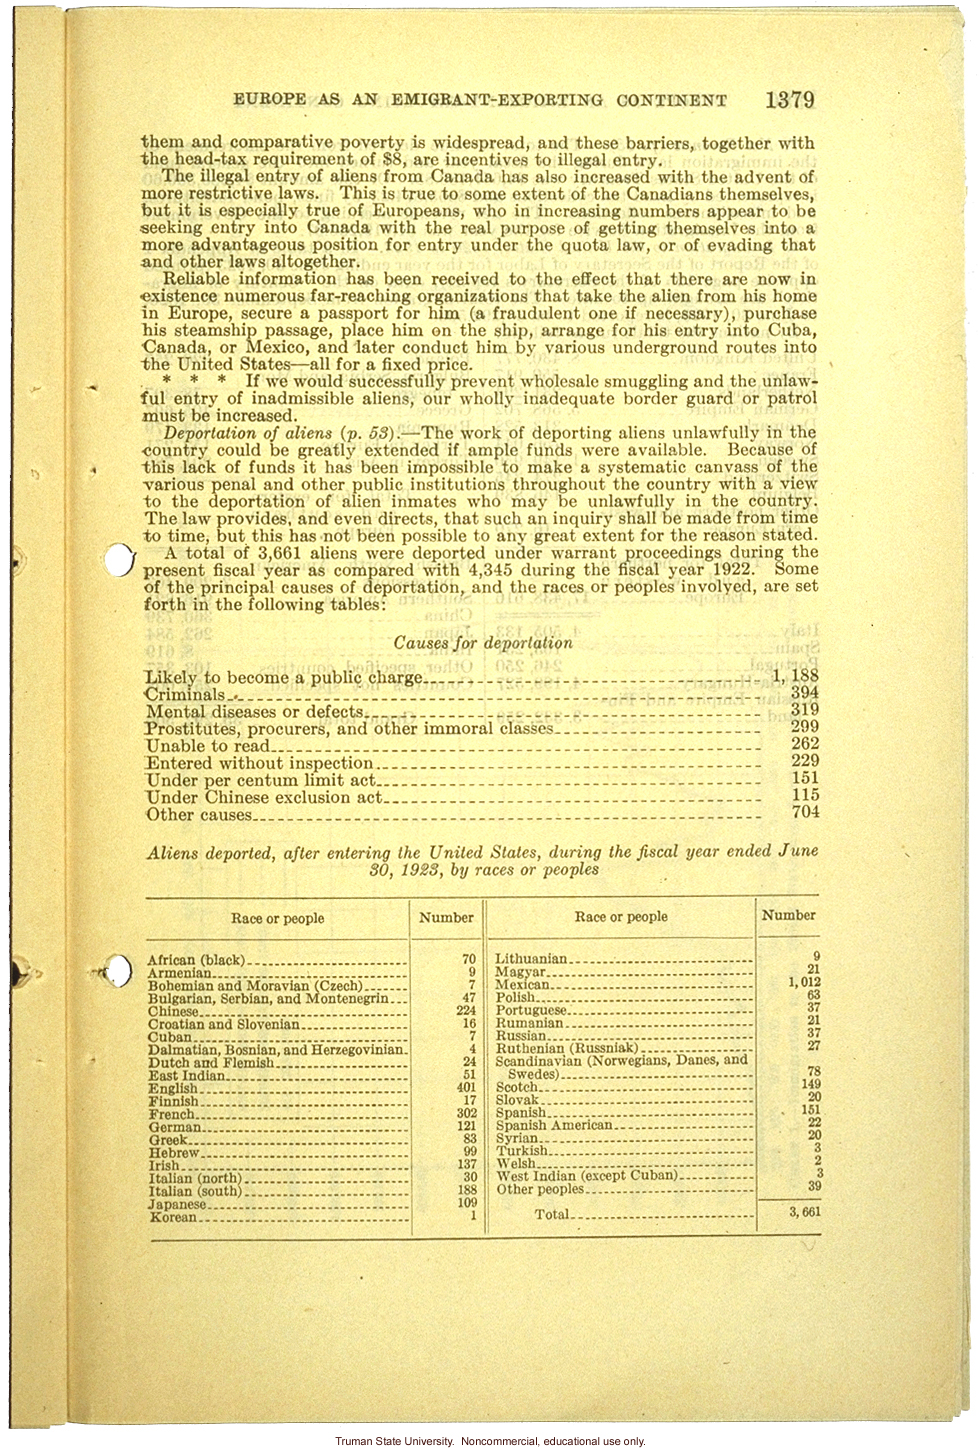 EUROPE AS AN EMIGRANT-EXPORTING CONTINENT 1379
them and comparative poverty is widespread, and these barriers, together with
the head-tax requirement of $8, are incentives to illegal entry.
The illegal entry of aliens from Canada has also increased with the advent of
more restrictive laws. This is true to some extent of the Canadians themselves,
but it is especially true of Europeans, who in increasing numbers appear to be
seeking entry into Canada with the real purpose of getting themselves into a
more advantageous position for entry under the quota law, or of evading that
and other laws altogether.
Reliable information has been received to the effect that there are now in
existence numerous far-reaching organizations that take the alien from his home
in Europe, secure a passport for him (a fraudulent one if necessary), purchase
his steamship passage, place him on the ship, arrange for his entry into Cuba,
Canada, or Mexico, and later conduct him by various underground routes into
the United States—all for a fixed price.
* * * If we would successfully prevent wholesale smuggling and the unlaw-
ful entry of inadmissible aliens, our wholly inadequate border guard or patrol
must be increased.
Deportation of aliens (p. 53).—The work of deporting aliens unlawfully in the
country could be greatly extended if ample funds were available. Because of
this lack of funds it has been impossible to make a systematic canvass of the
various penal and other public institutions throughout the country with a view
to the deportation of alien inmates who may be unlawfully in the country.
The law provides, and even directs, that such an inquiry shall be made from time
to time, but this has not been possible to any great extent for the reason stated.
A total of 3,661 aliens were deported under warrant proceedings during the
present fiscal year as compared with 4,345 during the fiscal year 1922. Some
of the principal causes of deportation, and the races or peoples involved, are set
forth in the following tables:
Causes for deportation
Likely to become a public charge 1,188
Criminals 394
Mental diseases or defects 319
Prostitutes, procurers, and other immoral classes 299
Unable to read 262
Entered without inspection 229
Under per centum limit act 151
Under Chinese exclusion act 115
Other causes 704
Aliens deported, after entering the United States, during the fiscal year ended June
30, 1923, by races or peoples
Race or people Number
African (black) 70
Armenian 9
Bohemian and Moravian (Czech) 7
Bulgarian, Serbian, and Montenegrin 47
Chinese 224
Croatian and Slovenian 16
Cuban 7
Dalmatian, Bosnian, and Herzegovinian 4
Dutch and Flemish 24
East Indian 51
English 401
Finnish 17
French 302
German 121
Greek 83
Hebrew 99
Irish 137
Italian (north) 30
Italian (south) 188
Japanese 109
Korean 1
Race or people Number
Lithuanian 9
Magyar 21
Mexican 1,012
Polish 63
Portuguese 37
Rumanian 21
Russian 37
Ruthenian (Russniak) 27
Scandinavian (Norwegians, Danes, and
Swedes) 78
Scotch 149
Slovak 20
Spanish 151
Spanish American 22
Syrian 20
Turkish 3
Welsh 2
West Indian (except Cuban) 3
Other peoples 39
Total 3,661
Truman State University. Noncommercial, educational use only.